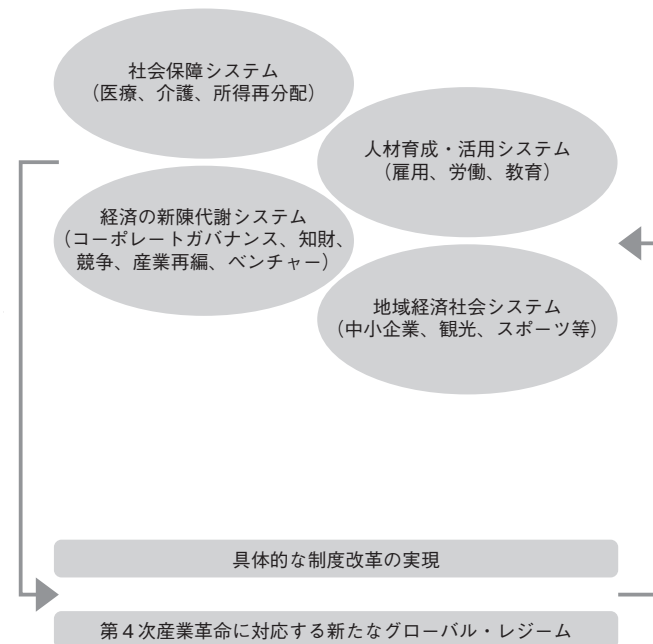 社会保障システム
（医療、介護、所得再分配）
人材育成・活用システム
（雇用、労働、教育）
経済の新陳代謝システム
（コーポレートガバナンス、知財、
競争、産業再編、ベンチャー）
地域経済社会システム
（中小企業、観光、スポーツ等）
具体的な制度改革の実現
第４次産業革命に対応する新たなグローバル・レジーム